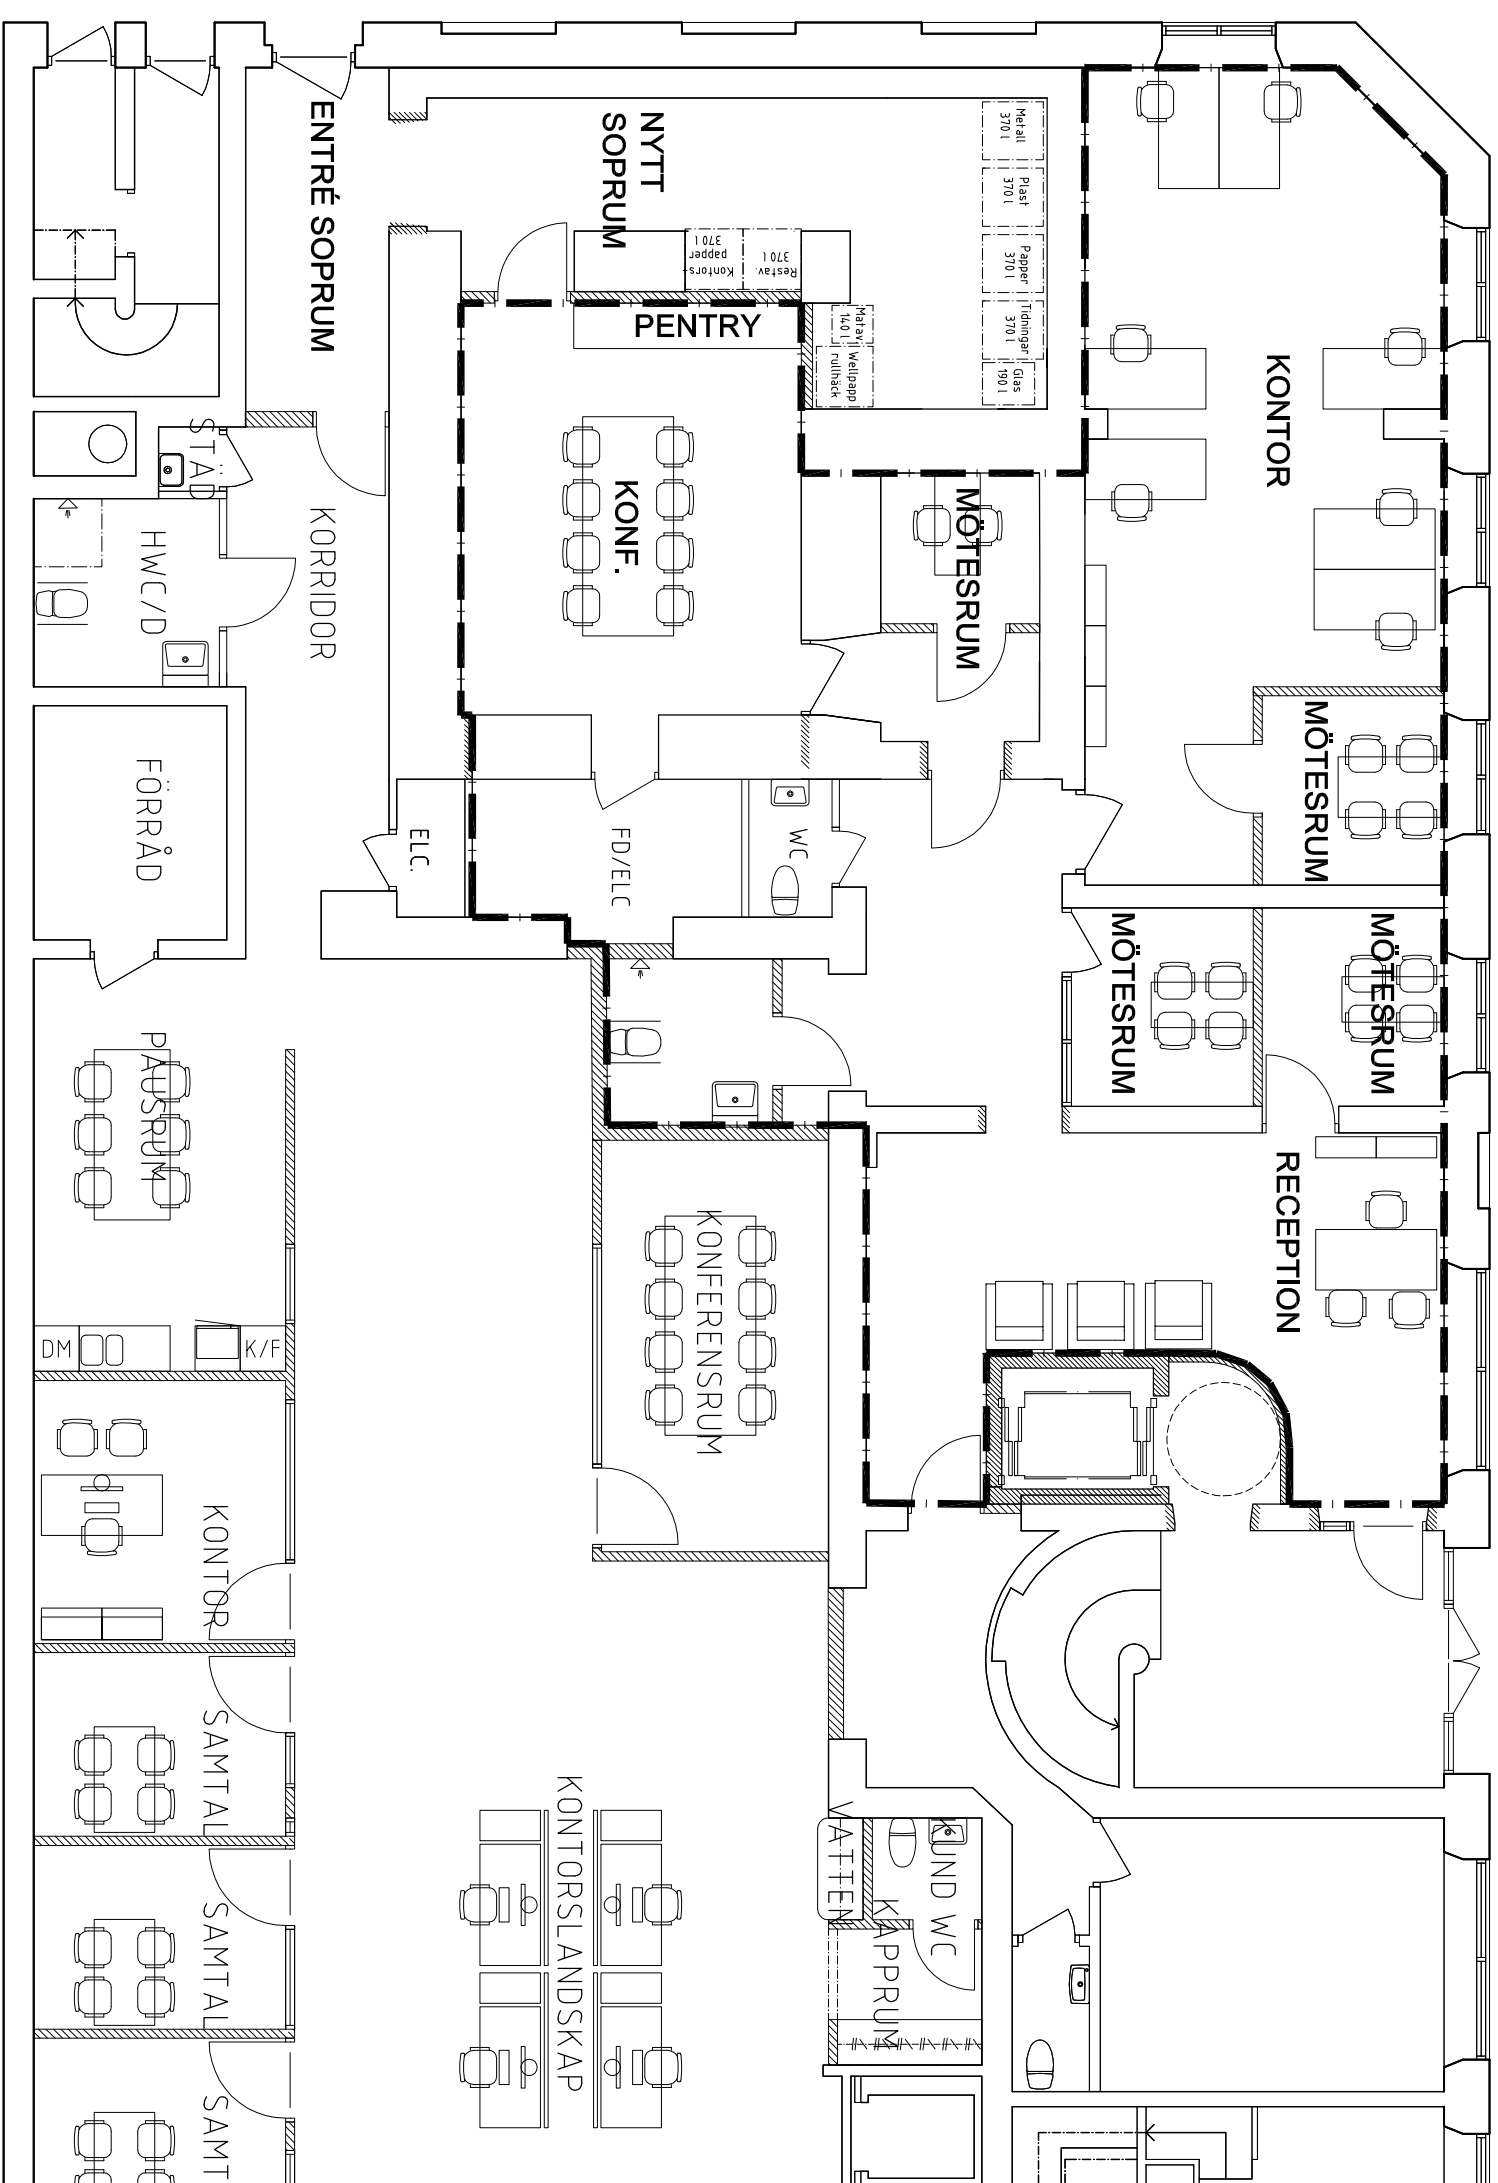 ENTRÉ SOPRUM
NYTT
SOPRUM
Metall
370 l
Plast
370 l
Papper
370 l
Tidningar
370 l
Glas
190 l
Kontors-
papper
370 l
Restav.
370 l
Matav
140 l
Wellpapp
rullhäck
PENTRY
KONTOR
STÄD
KONF.
MÖTESRUM
KORRIDOR
HWC/D
MÖTESRUM
FÖRRÅD
ELC.
FD/ELC
WC
MÖTESRUM
MÖTESRUM
PAUSRUM
RECEPTION
KONFERENSRUM
DM
K/F
KONTOR
SAMTAL
KONTORSLANDSKAP
VATTEN
KUND WC
KAPPRUM
SAMTAL
SAMT